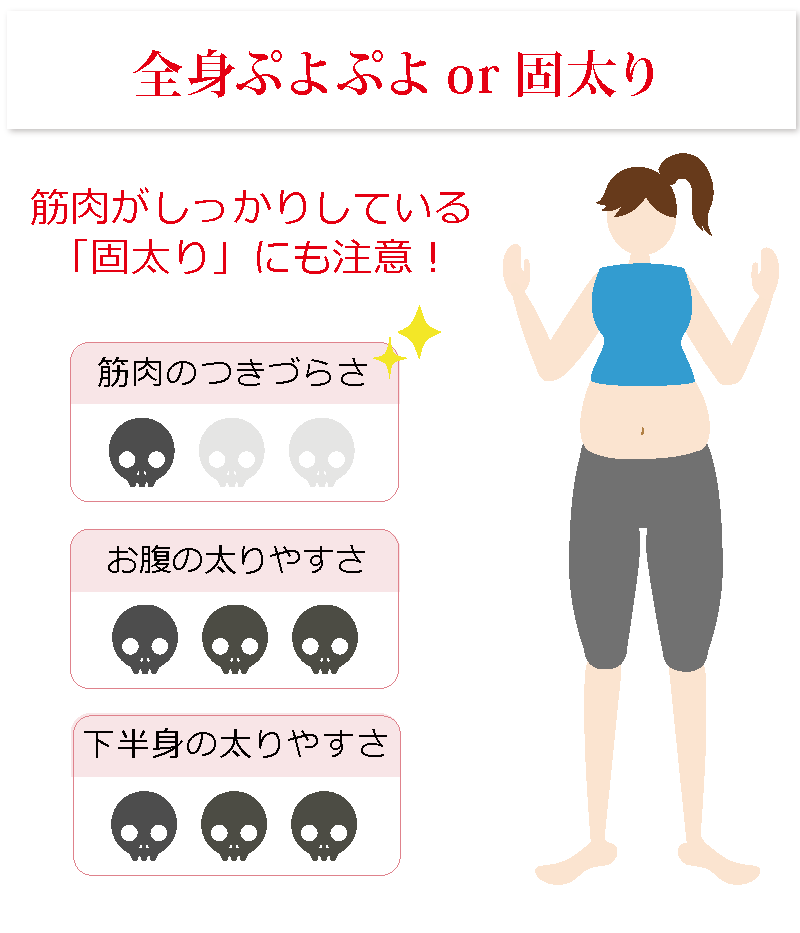 全身ぷよぷよ or 固太り
筋肉がしっかりしている
「固太り」にも注意！
筋肉のつきづらさ
お腹の太りやすさ
下半身の太りやすさ